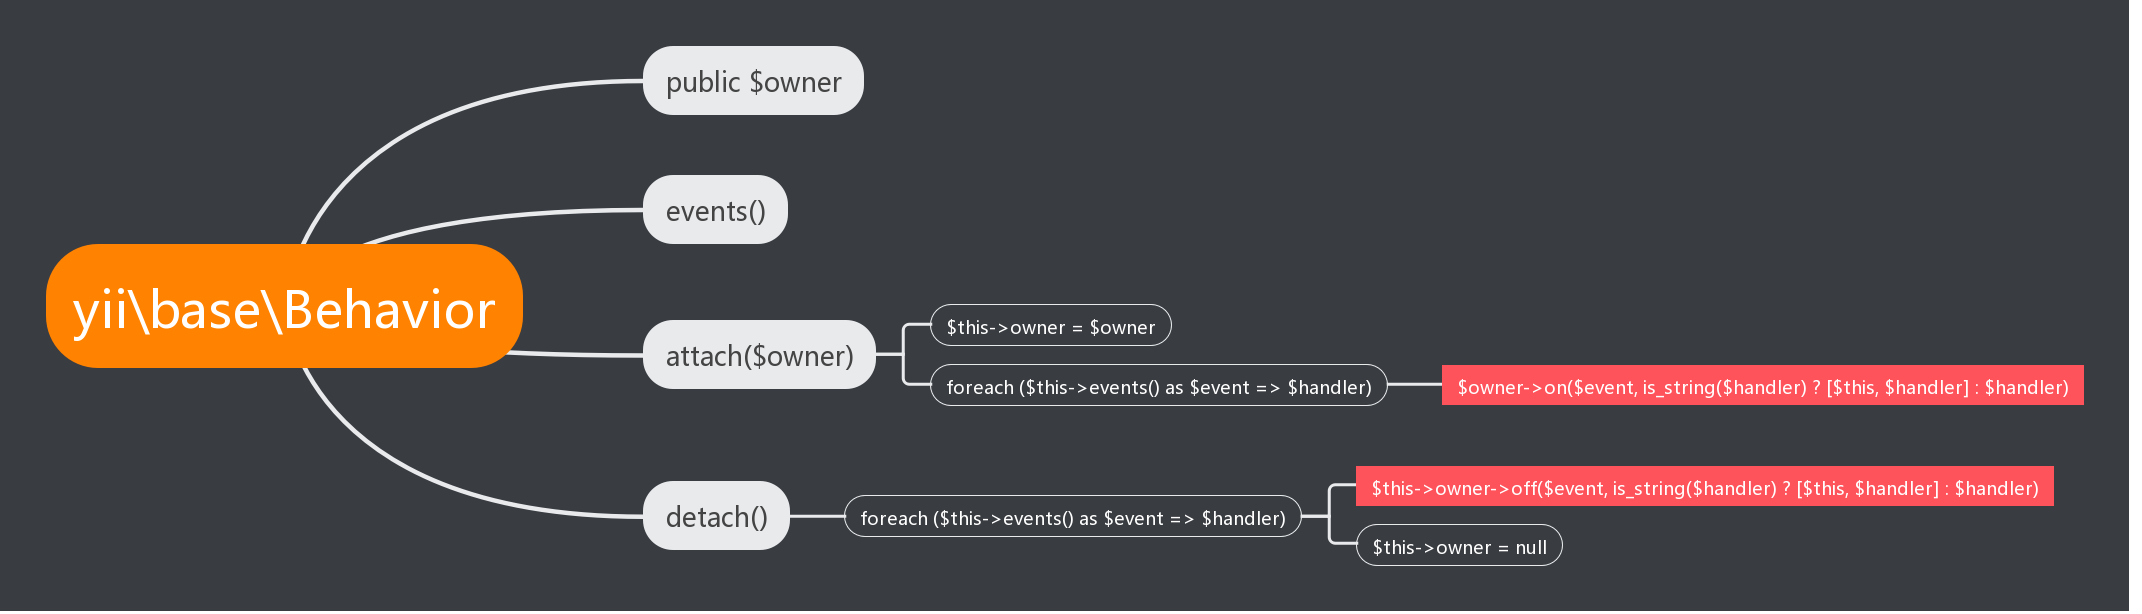 public $owner
events()
yii\base\Behavior
attach($owner)
$this->owner = $owner
foreach ($this->events() as $event => $handler)
$owner->on($event, is_string($handler) ? [$this, $handler] : $handler)
detach()
foreach ($this->events() as $event => $handler)
$this->owner->off($event, is_string($handler) ? [$this, $handler] : $handler)
$this->owner = null